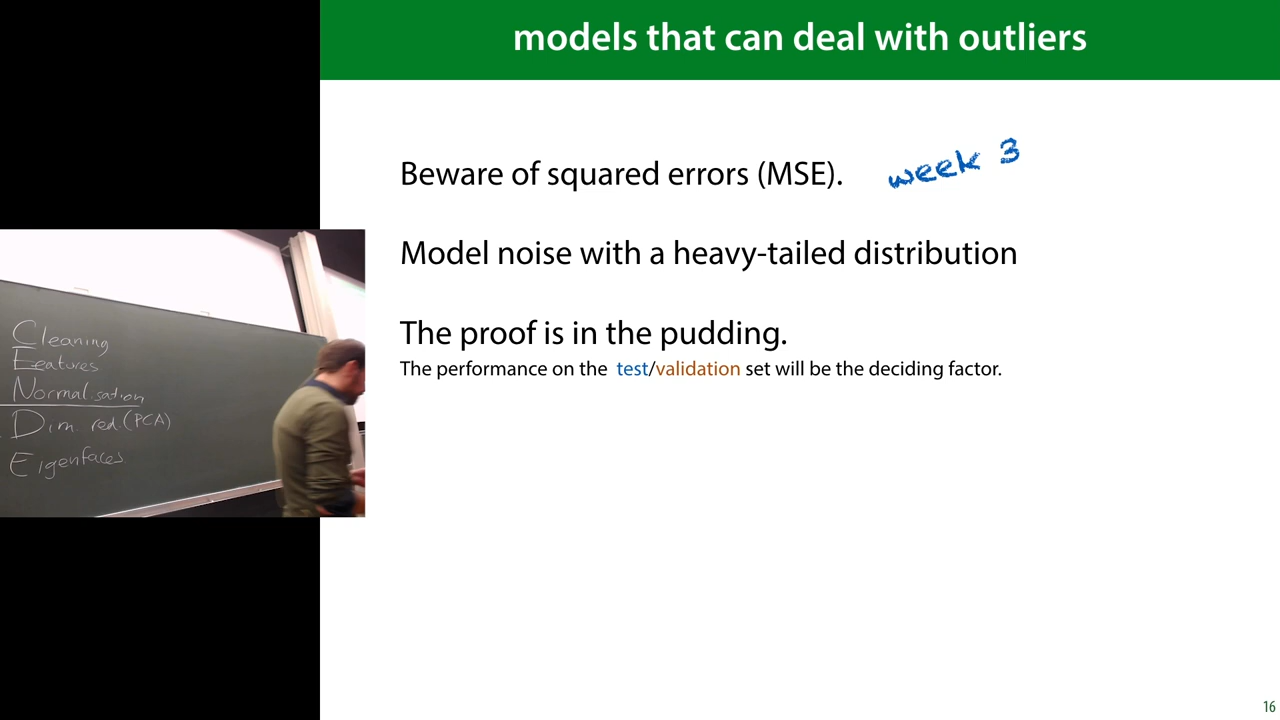 models that can deal with outliers
Beware of squared errors (MSE). week 3
Model noise with a heavy-tailed distribution
The proof is in the pudding.
The performance on the test/validation set will be the deciding factor.
Cleaning
Features
Normalisation
Dim red. (PCA)
Eigenfaces
16